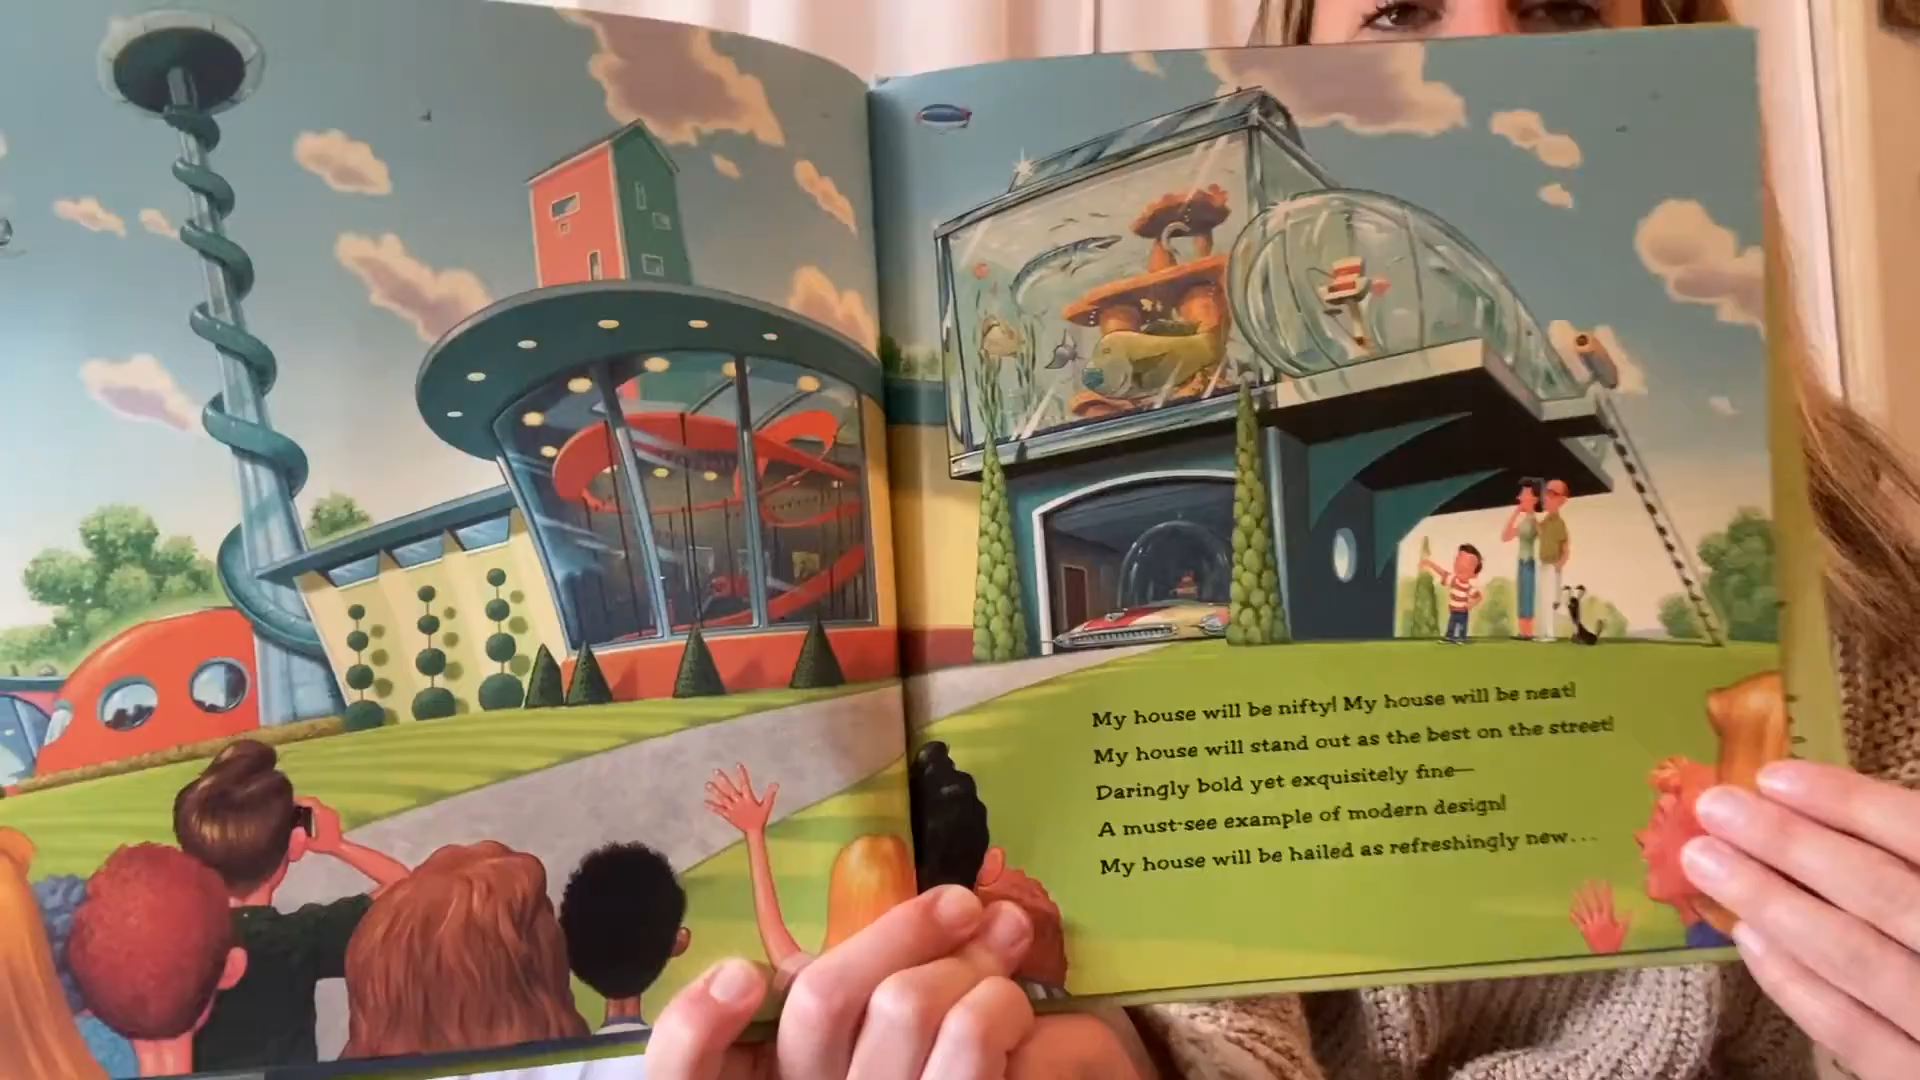 My house will be nifty! My house will be neat!
My house will stand out as the best on the street!
Daringly bold yet exquisitely fine—
A must-see example of modern design!
My house will be hailed as refreshingly new...